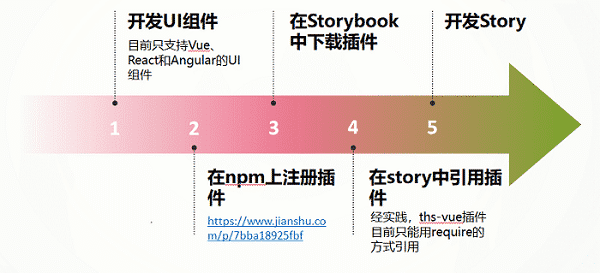 开发UI组件
目前只支持Vue、
React和Angular的UI
组件
在Storybook
中下载插件
开发Story
1
2
3
4
5
在npm上注册插
件
https://www.jianshu.co
m/p/7bba18925fbf
在story中引用插
件
经实践，ths-vue插件
目前只能用require的
方式引用